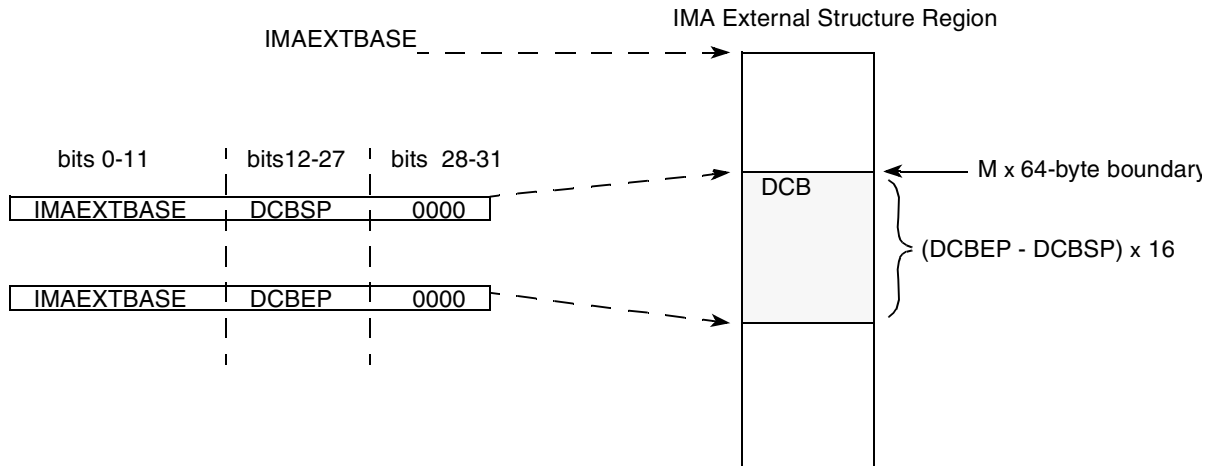 IMA External Structure Region
IMAEXTBASE
bits 0-11 bits12-27 bits 28-31
M x 64-byte boundary
DCB
IMAEXTBASE DCBSP 0000
(DCBEP - DCBSP) x 16
IMAEXTBASE DCBEP 0000